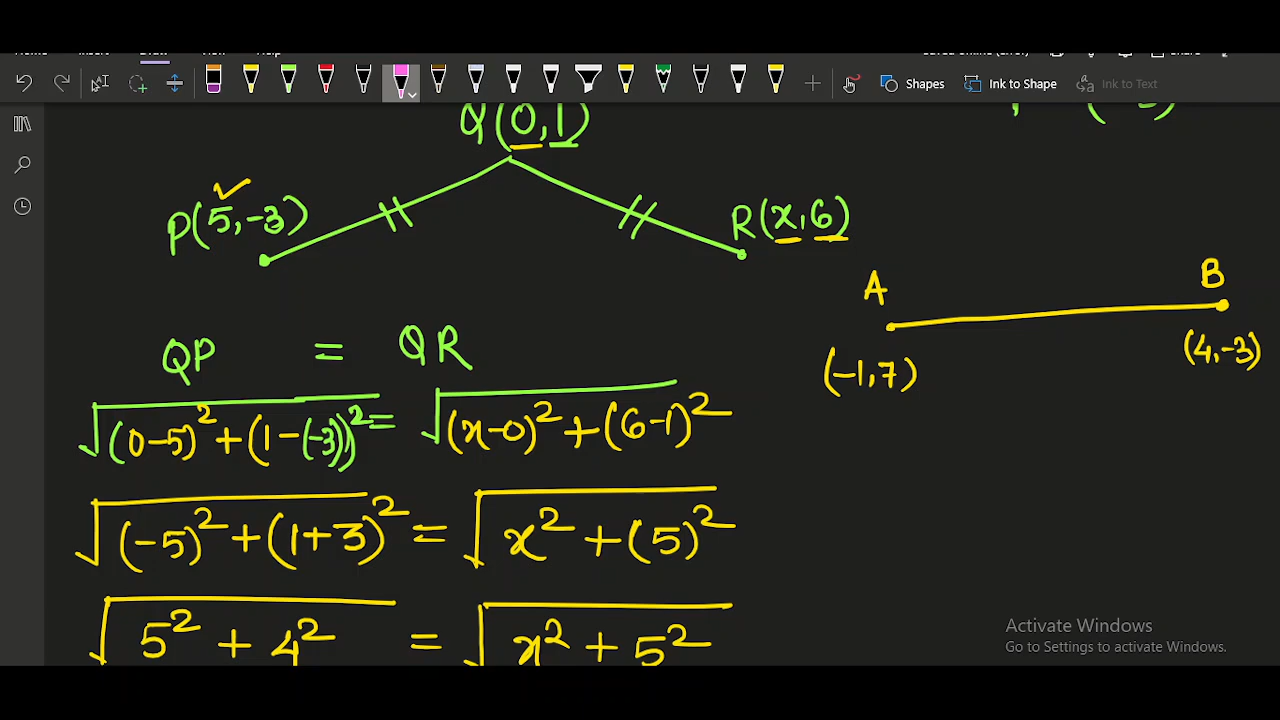 Shapes
Ink to Shape
Ink to Text
Q(0,1)
P(5,-3)
R(x,6)
A
B
(-1,7)
(4,-3)
QP = QR
√(0-5)²+(1-(-3))² = √(x-0)²+(6-1)²
√(-5)²+(1+3)² = √x²+(5)²
√5²+4² = √x²+5²
Activate Windows
Go to Settings to activate Windows.